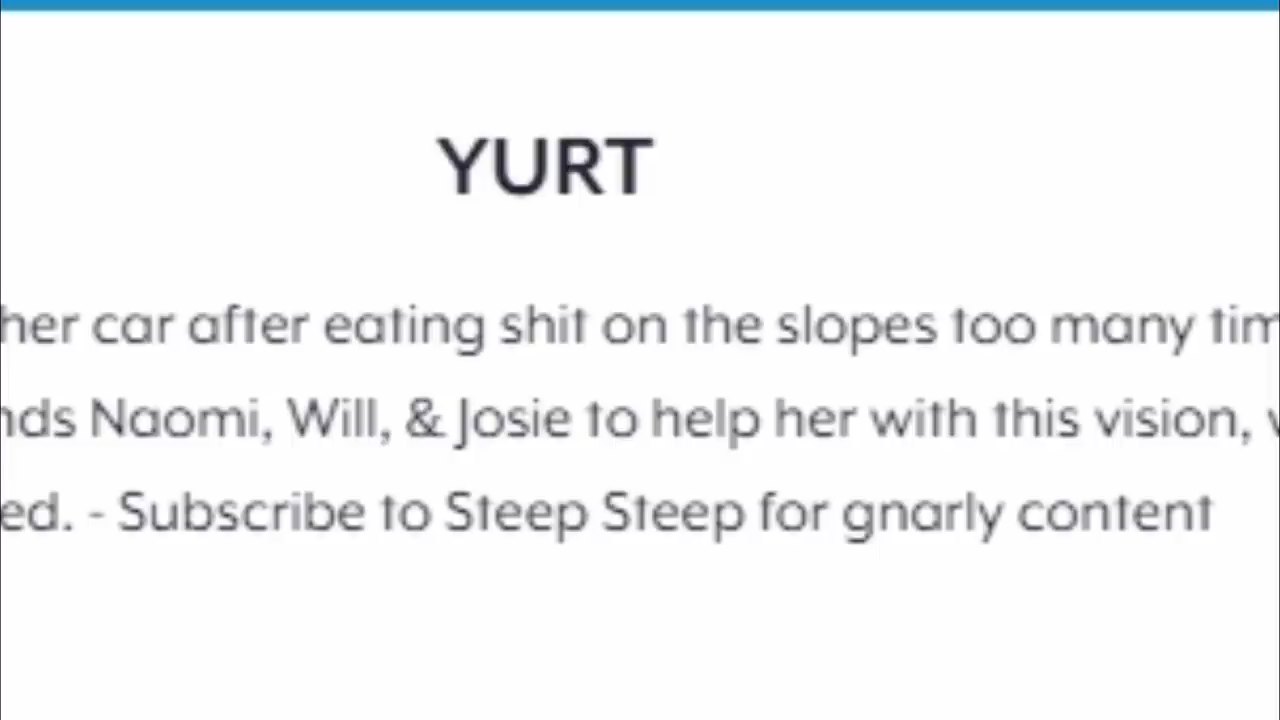 YURT
her car after eating shit on the slopes too many tim
nds Naomi, Will, & Josie to help her with this vision,
ed. - Subscribe to Steep Steep for gnarly content